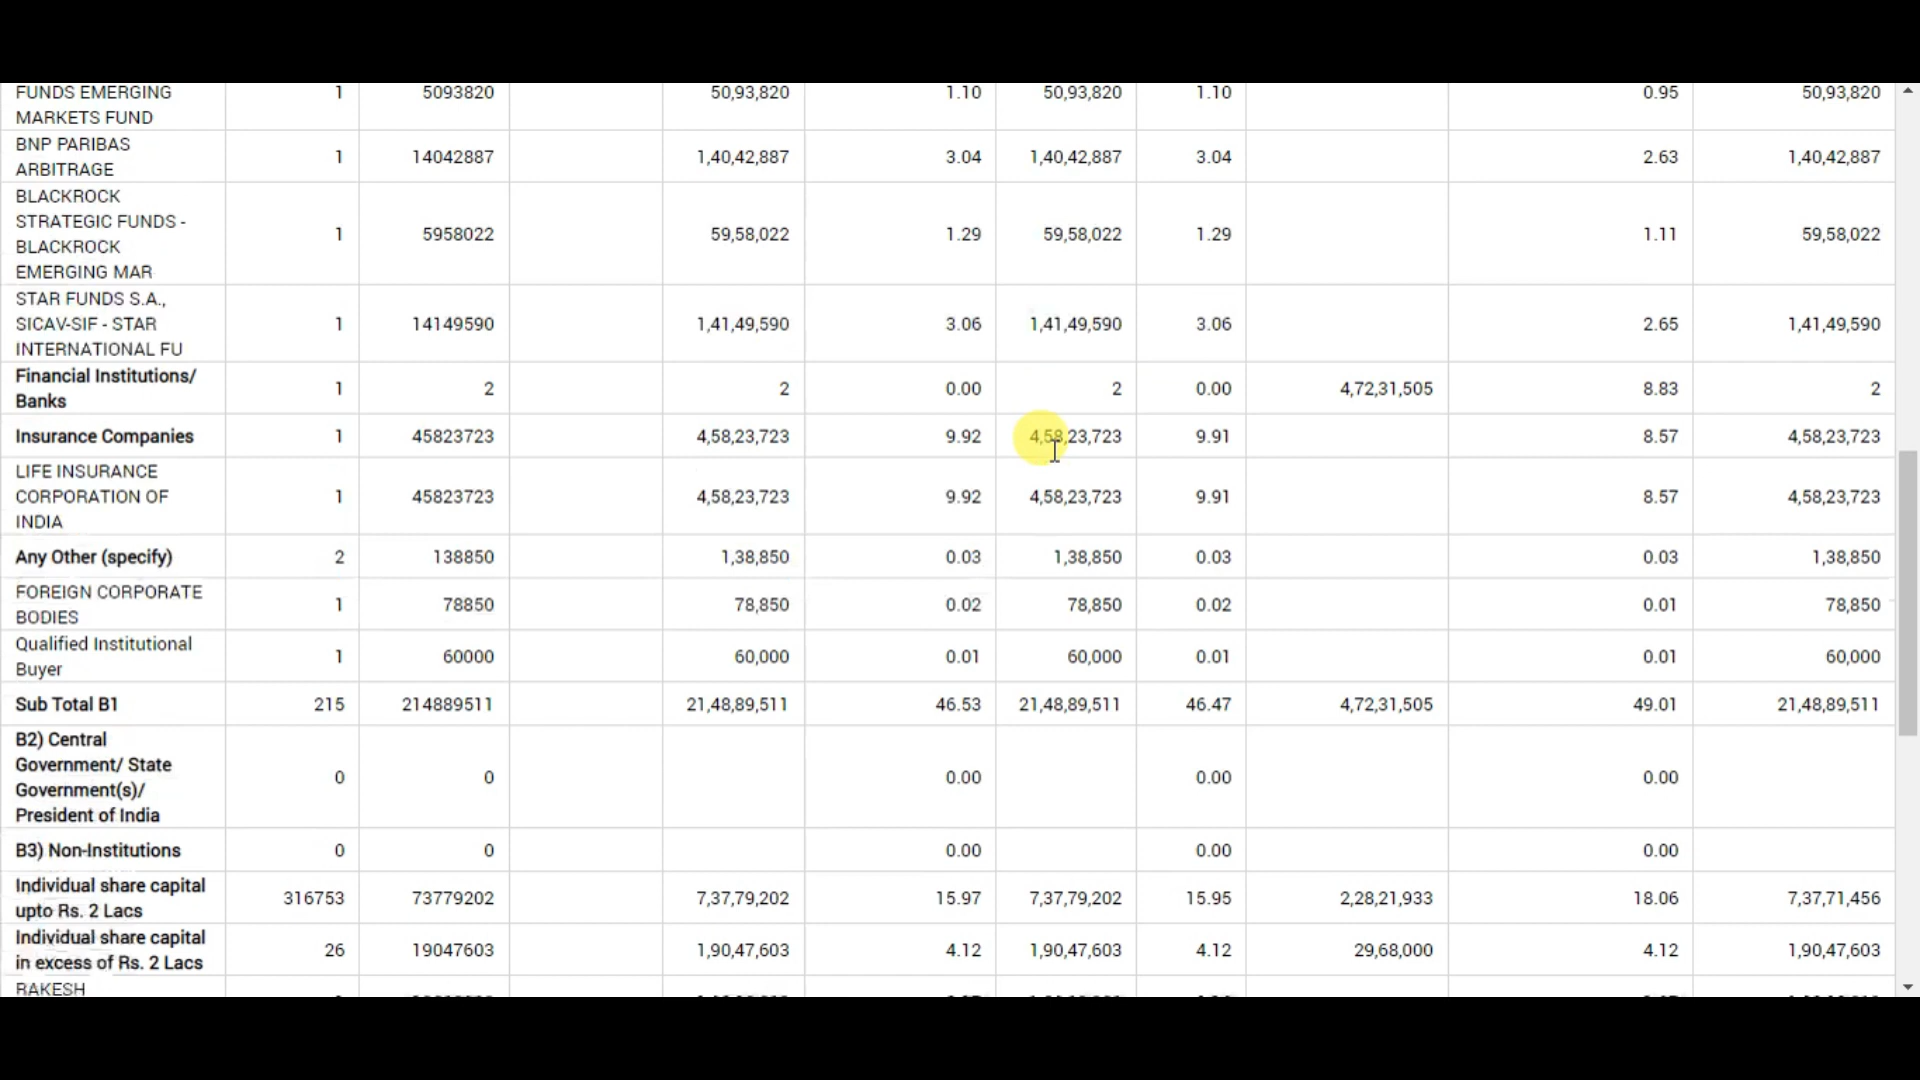 FUNDS EMERGING
MARKETS FUND 1 5093820 50,93,820 1.10 50,93,820 1.10 0.95 50,93,820
BNP PARIBAS
ARBITRAGE 1 14042887 1,40,42,887 3.04 1,40,42,887 3.04 2.63 1,40,42,887
BLACKROCK
STRATEGIC FUNDS -
BLACKROCK
EMERGING MAR 1 5958022 59,58,022 1.29 59,58,022 1.29 1.11 59,58,022
STAR FUNDS S.A.,
SICAV-SIF - STAR
INTERNATIONAL FU 1 14149590 1,41,49,590 3.06 1,41,49,590 3.06 2.65 1,41,49,590
Financial Institutions/
Banks 1 2 2 0.00 2 0.00 4,72,31,505 8.83 2
Insurance Companies 1 45823723 4,58,23,723 9.92 4,58,23,723 9.91 8.57 4,58,23,723
LIFE INSURANCE
CORPORATION OF
INDIA 1 45823723 4,58,23,723 9.92 4,58,23,723 9.91 8.57 4,58,23,723
Any Other (specify) 2 138850 1,38,850 0.03 1,38,850 0.03 0.03 1,38,850
FOREIGN CORPORATE
BODIES 1 78850 78,850 0.02 78,850 0.02 0.01 78,850
Qualified Institutional
Buyer 1 60000 60,000 0.01 60,000 0.01 0.01 60,000
Sub Total B1 215 214889511 21,48,89,511 46.53 21,48,89,511 46.47 4,72,31,505 49.01 21,48,89,511
B2) Central
Government/ State
Government(s)/
President of India 0 0 0.00 0.00 0.00
B3) Non-Institutions 0 0 0.00 0.00 0.00
Individual share capital
upto Rs. 2 Lacs 316753 73779202 7,37,79,202 15.97 7,37,79,202 15.95 2,28,21,933 18.06 7,37,71,456
Individual share capital
in excess of Rs. 2 Lacs 26 19047603 1,90,47,603 4.12 1,90,47,603 4.12 29,68,000 4.12 1,90,47,603
RAKESH